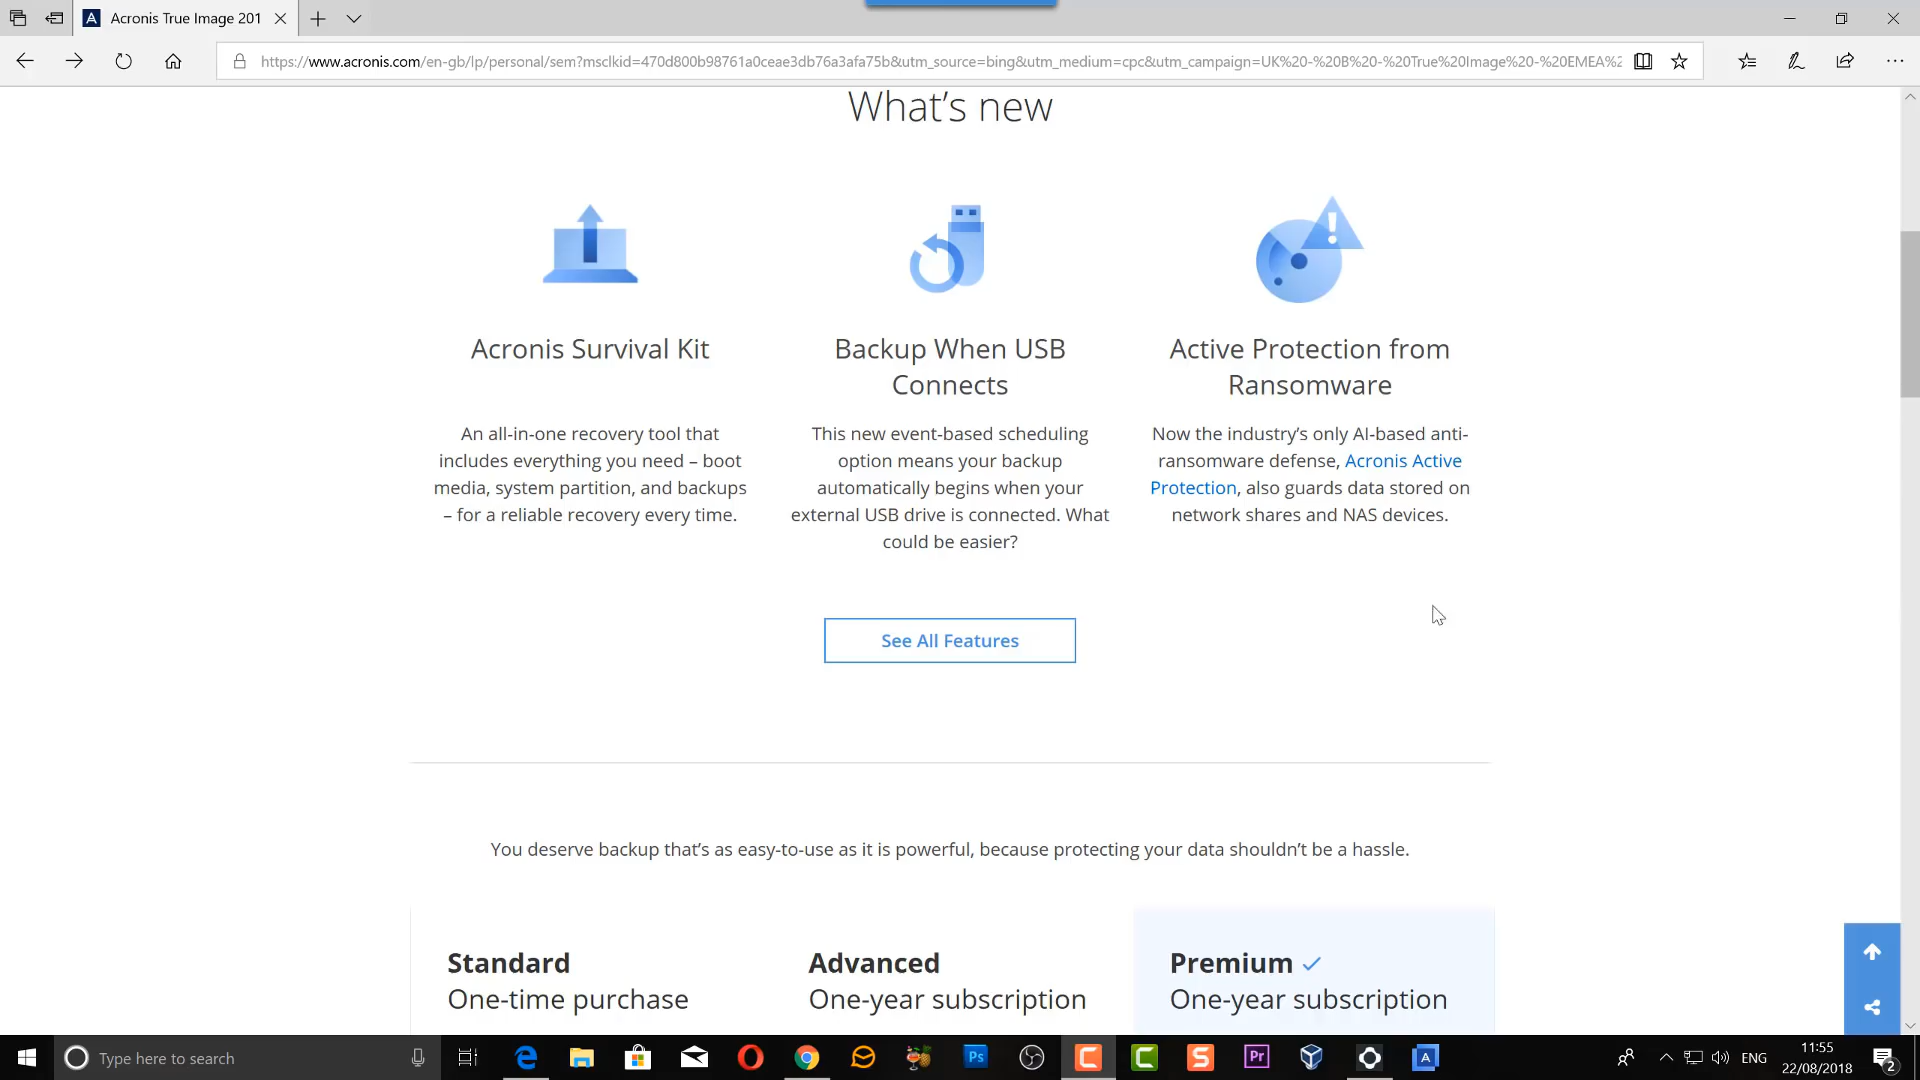 Acronis True Image 201
https://www.acronis.com/en-gb/lp/personal/sem?msclkid=470d800b98761a0ceae3db76a3afa75b&utm_source=bing&utm_medium=cpc&utm_campaign=UK%20-%20B%20-%20True%20Image%20-%20EMEA%2
What's new
Acronis Survival Kit
An all-in-one recovery tool that
includes everything you need – boot
media, system partition, and backups
– for a reliable recovery every time.
Backup When USB
Connects
This new event-based scheduling
option means your backup
automatically begins when your
external USB drive is connected. What
could be easier?
Active Protection from
Ransomware
Now the industry's only AI-based anti-
ransomware defense, Acronis Active
Protection, also guards data stored on
network shares and NAS devices.
See All Features
You deserve backup that's as easy-to-use as it is powerful, because protecting your data shouldn't be a hassle.
Standard
One-time purchase
Advanced
One-year subscription
Premium
One-year subscription
Type here to search
Ps
Pr
ENG
11:55
22/08/2018
2